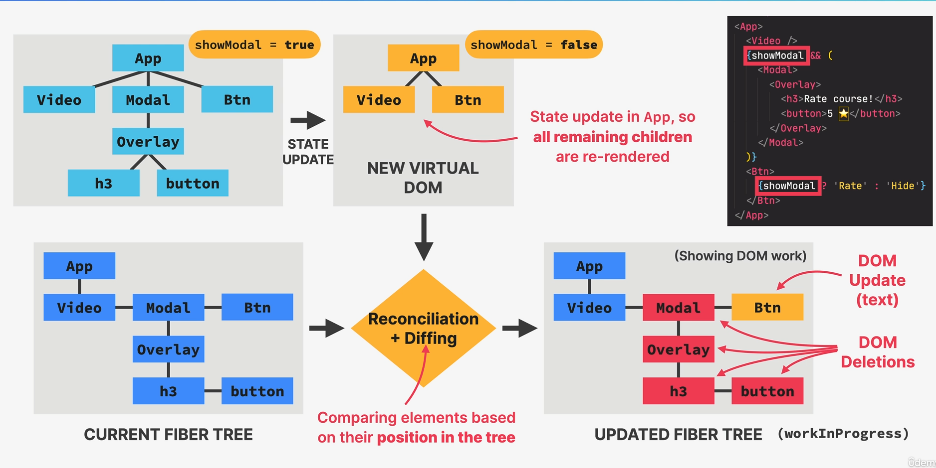 showModal = true
App
Video
Modal
Btn
Overlay
h3
button
STATE
UPDATE
showModal = false
App
Video
Btn
NEW VIRTUAL
DOM
State update in App, so
all remaining children
are re-rendered
<App>
<Video />
{showModal && (
<Modal>
<Overlay>
<h3>Rate course!</h3>
<button>5 ⭐</button>
</Overlay>
</Modal>
)}
<Btn>
{showModal ? 'Rate' : 'Hide'}
</Btn>
</App>
App
Video
Modal
Btn
Overlay
h3
button
CURRENT FIBER TREE
Reconciliation
+ Diffing
Comparing elements based
on their position in the tree
(Showing DOM work)
App
Video
Modal
Btn
Overlay
h3
button
DOM
Update
(text)
DOM
Deletions
UPDATED FIBER TREE (workInProgress)
Udemy